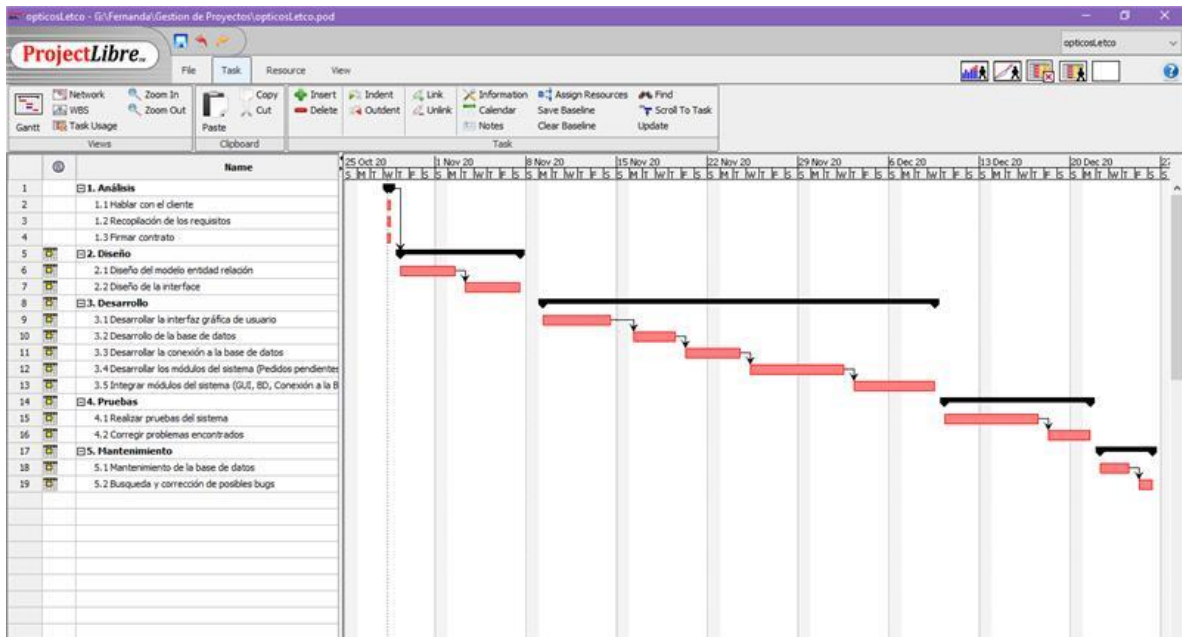 opticosLetco - G:\Fernanda\Gestion de Proyectos\opticosLetco.pod
ProjectLibre
opticosLetco
File Task Resource View
Network Zoom In Copy Insert Indent Link Information Assign Resources Find
WBS Zoom Out Cut Delete Outdent Unlink Calendar Save Baseline Scroll To Task
Gantt Task Usage Paste Notes Clear Baseline Update
Views Clipboard Task
Name 25 Oct 20 1 Nov 20 8 Nov 20 15 Nov 20 22 Nov 20 29 Nov 20 6 Dec 20 13 Dec 20 20 Dec 20 27
S M T W T F S S M T W T F S S M T W T F S S M T W T F S S M T W T F S S M T W T F S S M T W T F S S M T W T F S S M T W T F S S
1 1. Análisis
2 1.1 Hablar con el cliente
3 1.2 Recopilación de los requisitos
4 1.3 Firmar contrato
5 2. Diseño
6 2.1 Diseño del modelo entidad relación
7 2.2 Diseño de la interface
8 3. Desarrollo
9 3.1 Desarrollar la interfaz gráfica de usuario
10 3.2 Desarrollo de la base de datos
11 3.3 Desarrollar la conexión a la base de datos
12 3.4 Desarrollar los módulos del sistema (Pedidos pendientes
13 3.5 Integrar módulos del sistema (GUI, BD, Conexión a la B
14 4. Pruebas
15 4.1 Realizar pruebas del sistema
16 4.2 Corregir problemas encontrados
17 5. Mantenimiento
18 5.1 Mantenimiento de la base de datos
19 5.2 Busqueda y corrección de posibles bugs